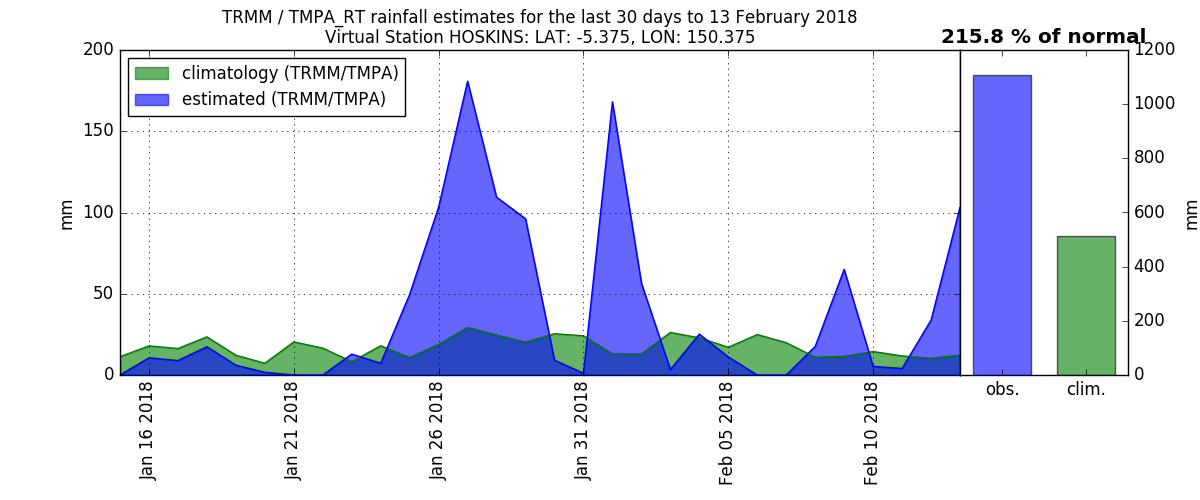 TRMM / TMPA_RT rainfall estimates for the last 30 days to 13 February 2018
Virtual Station HOSKINS: LAT: -5.375, LON: 150.375
215.8 % of normal
climatology (TRMM/TMPA)
estimated (TRMM/TMPA)
200
150
100
50
0
mm
1200
1000
800
600
400
200
0
mm
Jan 16 2018
Jan 21 2018
Jan 26 2018
Jan 31 2018
Feb 05 2018
Feb 10 2018
obs.
clim.